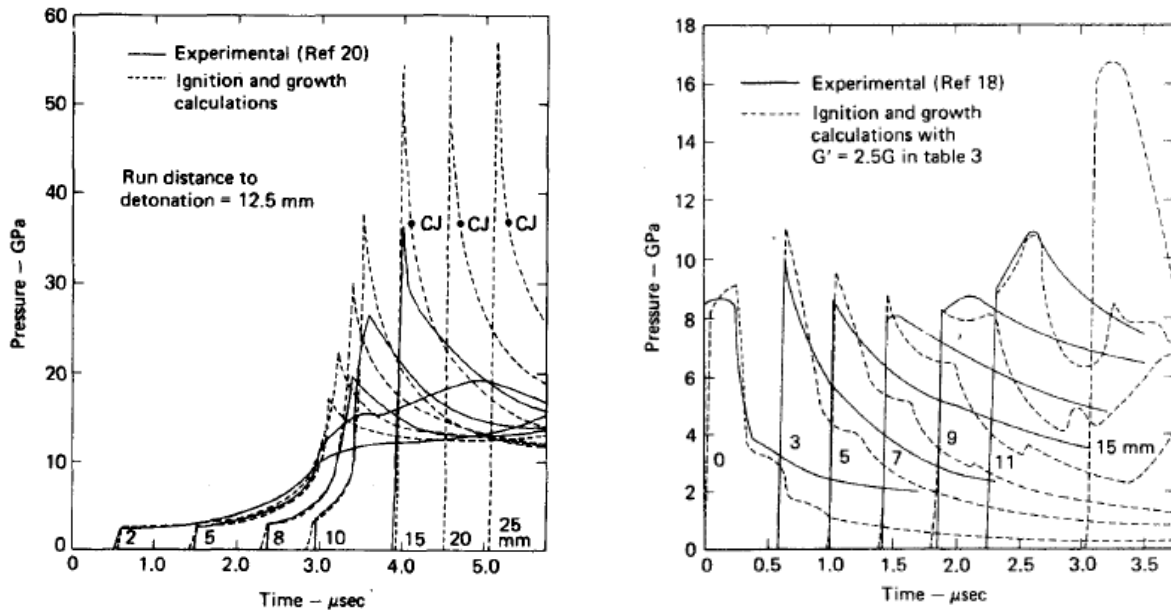 60
50
40
30
20
10
0
Pressure – GPa
Experimental (Ref 20)
Ignition and growth
calculations
Run distance to
detonation = 12.5 mm
CJ
CJ
CJ
2
5
8
10
15
20
25
mm
0
1.0
2.0
3.0
4.0
5.0
Time – μsec
18
16
14
12
10
8
6
4
2
0
Pressure – GPa
Experimental (Ref 18)
Ignition and growth
calculations with
G' = 2.5G in table 3
0
3
5
7
9
11
15 mm
0
0.5
1.0
1.5
2.0
2.5
3.0
3.5
Time – μsec